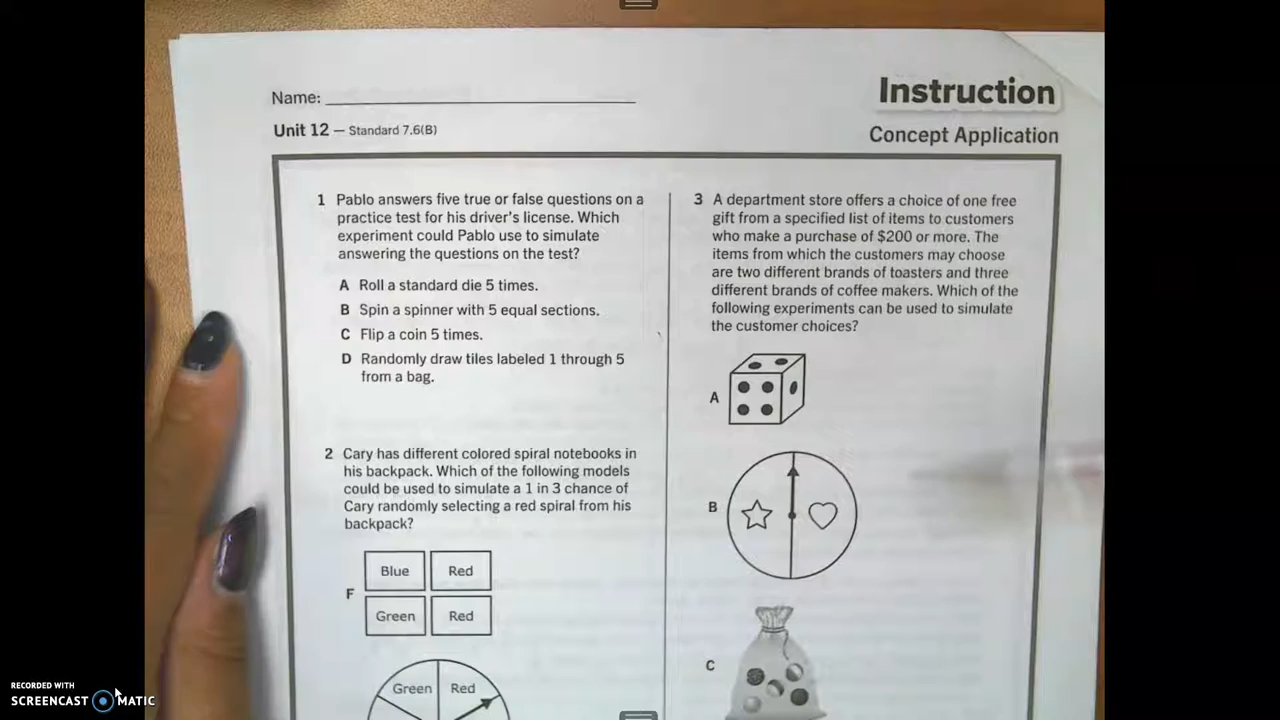 Name:
Instruction
Unit 12 — Standard 7.6(B)
Concept Application
1 Pablo answers five true or false questions on a
practice test for his driver's license. Which
experiment could Pablo use to simulate
answering the questions on the test?
A Roll a standard die 5 times.
B Spin a spinner with 5 equal sections.
C Flip a coin 5 times.
D Randomly draw tiles labeled 1 through 5
from a bag.
2 Cary has different colored spiral notebooks in
his backpack. Which of the following models
could be used to simulate a 1 in 3 chance of
Cary randomly selecting a red spiral from his
backpack?
F
Blue Red
Green Red
Green Red
3 A department store offers a choice of one free
gift from a specified list of items to customers
who make a purchase of $200 or more. The
items from which the customers may choose
are two different brands of toasters and three
different brands of coffee makers. Which of the
following experiments can be used to simulate
the customer choices?
A
B
C
RECORDED WITH
SCREENCAST MATIC